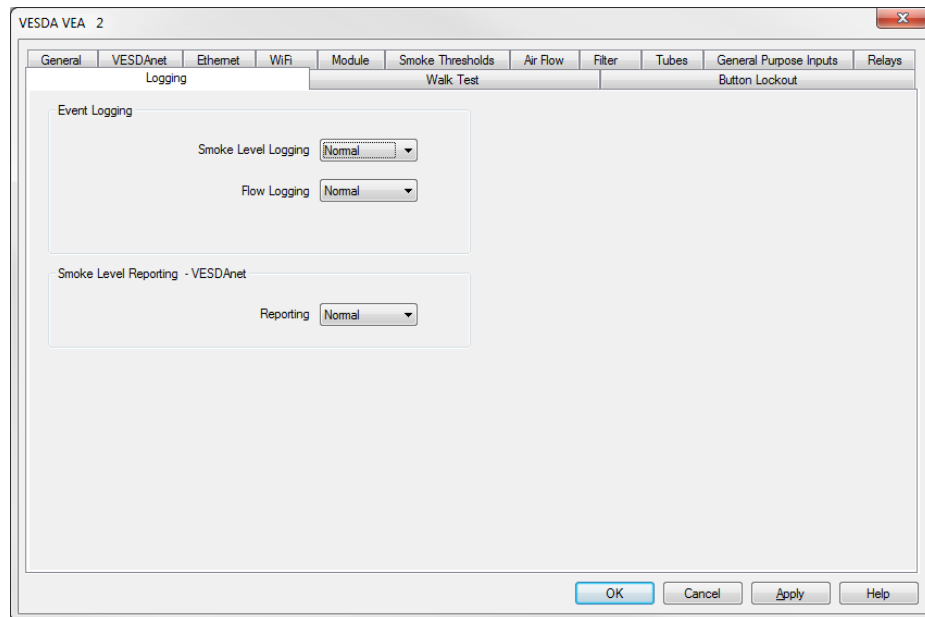 VESDA VEA 2
General VESDAnet Ethernet WiFi Module Smoke Thresholds Air Flow Filter Tubes General Purpose Inputs Relays
Logging Walk Test Button Lockout
Event Logging
Smoke Level Logging Normal
Flow Logging Normal
Smoke Level Reporting - VESDAnet
Reporting Normal
OK Cancel Apply Help